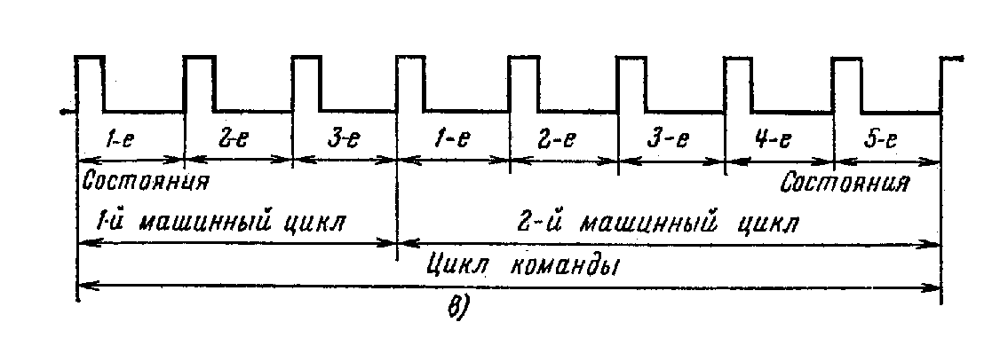 1-е 2-е 3-е 1-е 2-е 3-е 4-е 5-е
Состояния Состояния
1-й машинный цикл 2-й машинный цикл
Цикл команды
в)